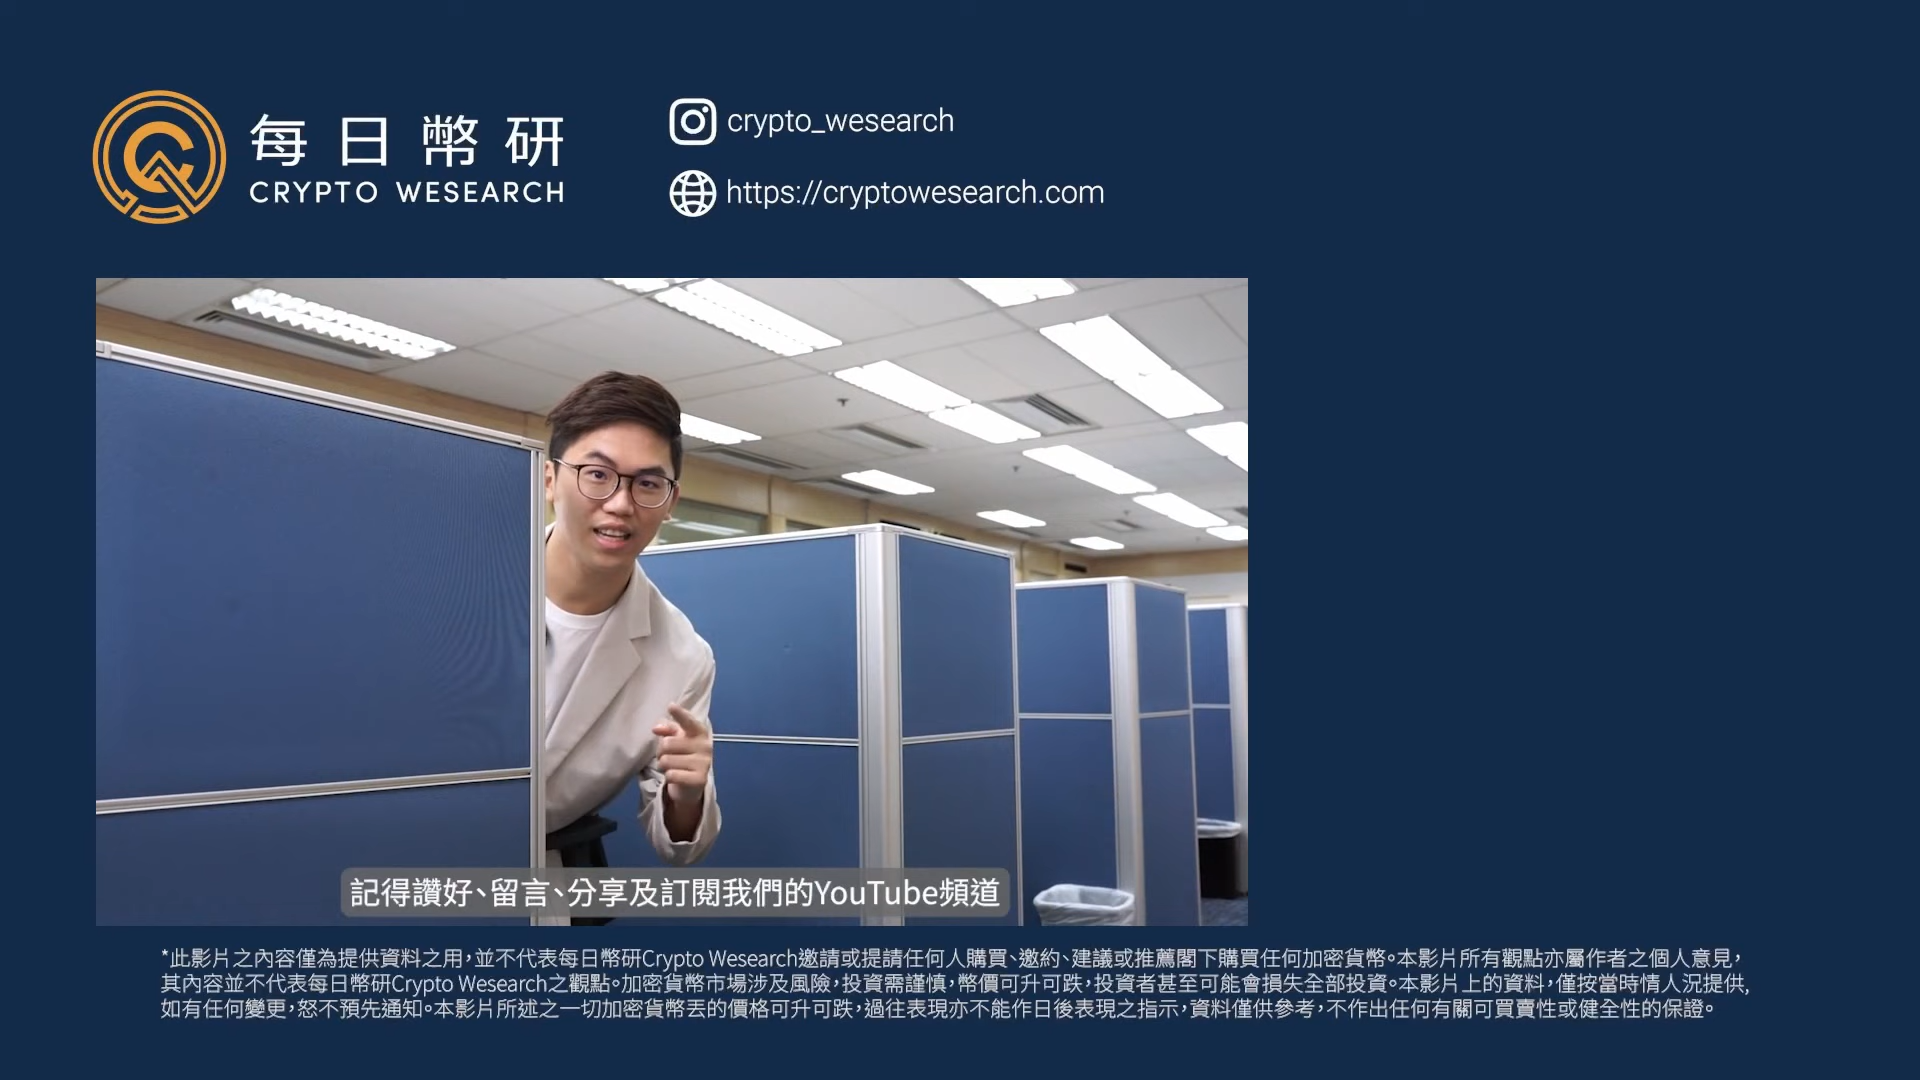 每日幣研
CRYPTO WESEARCH
crypto_wesearch
https://cryptowesearch.com
記得讚好、留言、分享及訂閱我們的YouTube頻道
*此影片之內容僅為提供資料之用，並不代表每日幣研Crypto Wesearch邀請或提請任何人購買、邀約、建議或推薦閣下購買任何加密貨幣。本影片所有觀點亦屬作者之個人意見，
其內容並不代表每日幣研Crypto Wesearch之觀點。加密貨幣市場涉及風險，投資需謹慎，幣價可升可跌，投資者甚至可能會損失全部投資。本影片上的資料，僅按當時情人況提供，
如有任何變更，怒不預先通知。本影片所述之一切加密貨幣丟的價格可升可跌，過往表現亦不能作日後表現之指示，資料僅供參考，不作出任何有關可買賣性或健全性的保證。